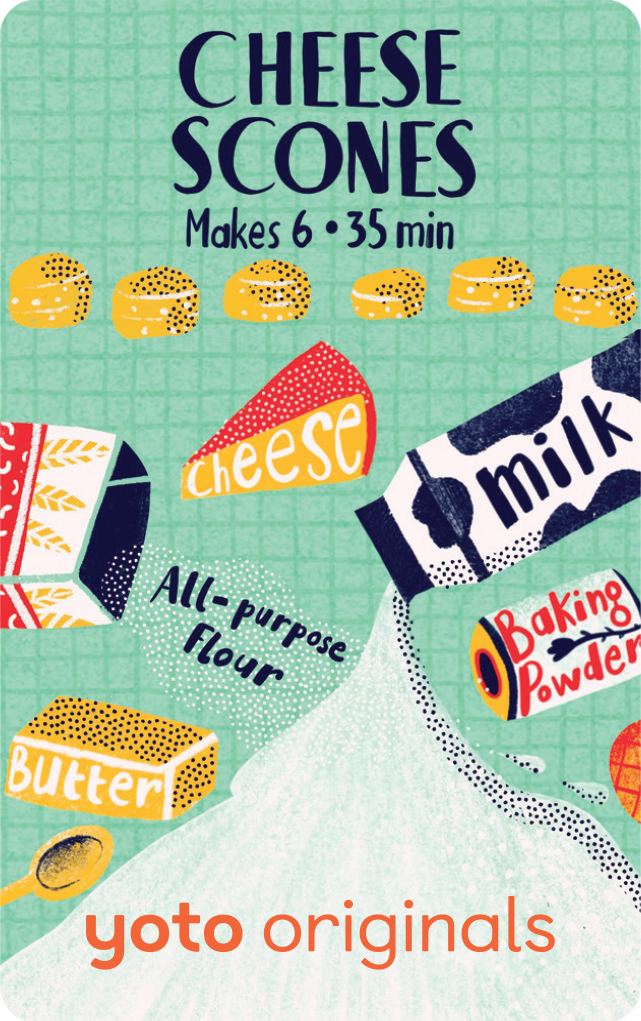 CHEESE
SCONES
Makes 6 • 35 min
cheese
milk
All-purpose
Flour
Baking
Powder
Butter
yoto originals